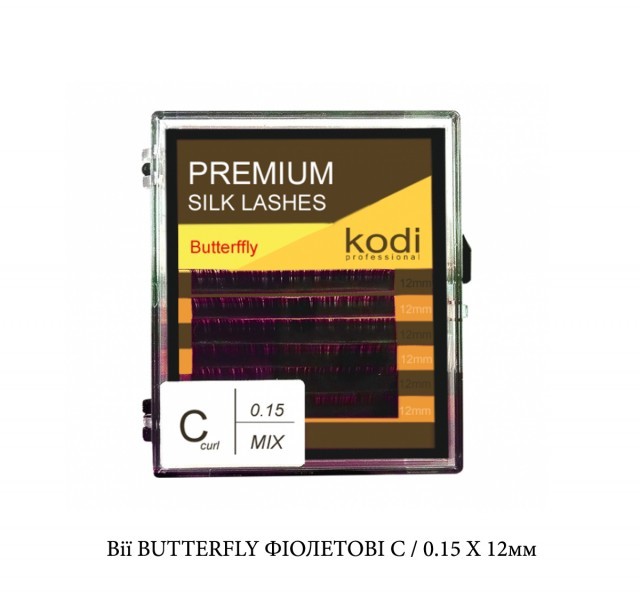 PREMIUM
SILK LASHES
Butterffly
kodi
professional
12mm
12mm
12mm
12mm
12mm
12mm
C curl
0.15
MIX
Вії BUTTERFLY ФІОЛЕТОВІ C / 0.15 X 12мм